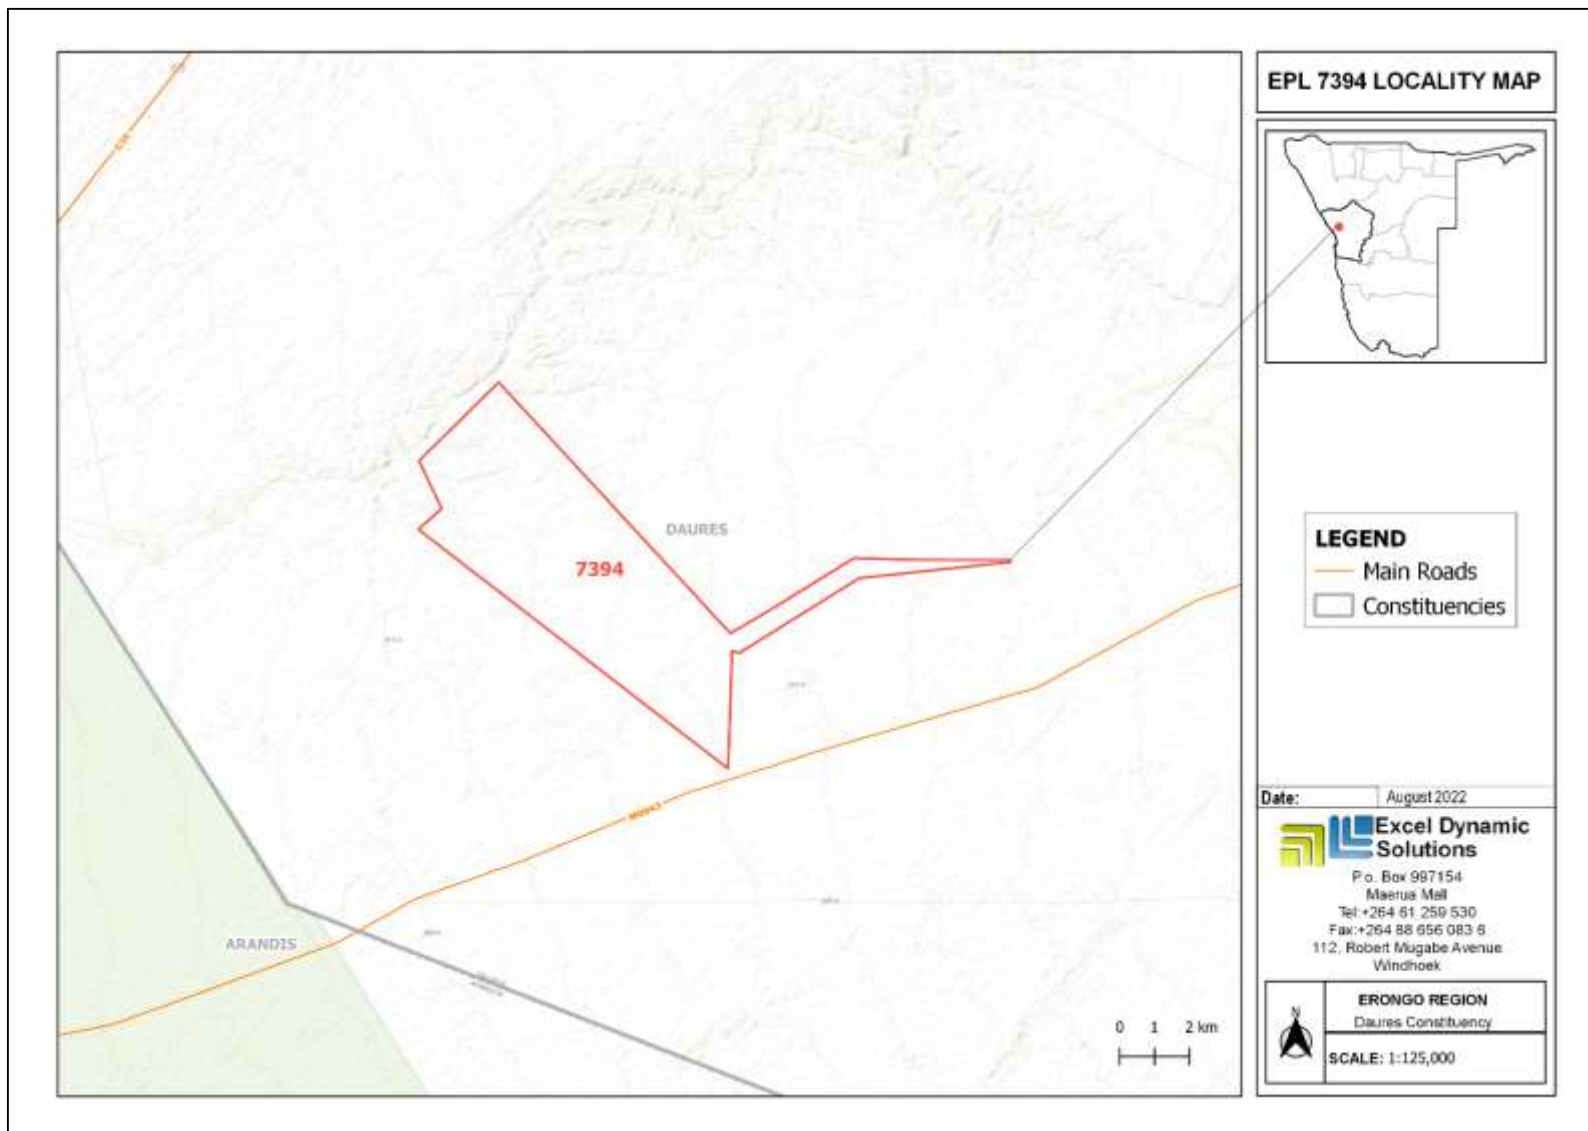 EPL 7394 LOCALITY MAP
DAURES
7394
LEGEND
Main Roads
Constituencies
Date: August 2022
Excel Dynamic
Solutions
P.o. Box 997154
Maerua Mall
Tel:+264 61 259 530
Fax:+264 88 656 083 6
112, Robert Mugabe Avenue
Windhoek
ARANDIS
0 1 2 km
N
ERONGO REGION
Daures Constituency
SCALE: 1:125,000